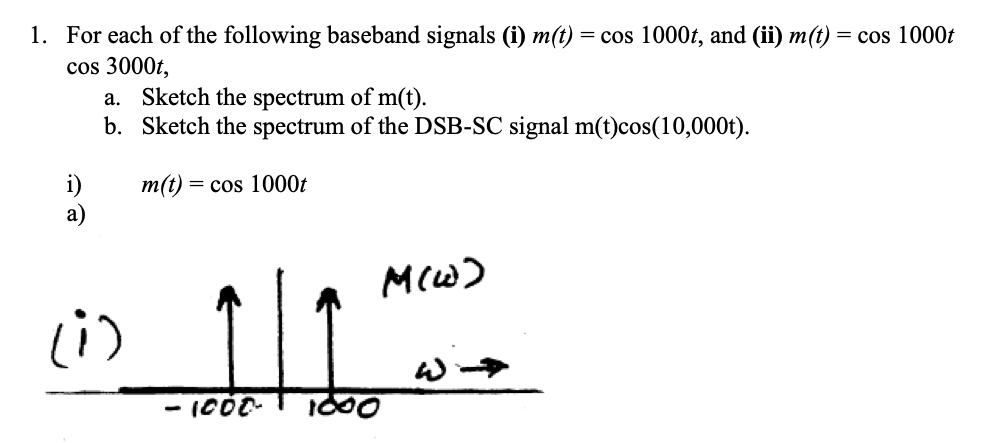 1. For each of the following baseband signals (i) m(t) = cos 1000t, and (ii) m(t) = cos 1000t
cos 3000t,
a. Sketch the spectrum of m(t).
b. Sketch the spectrum of the DSB-SC signal m(t)cos(10,000t).
i) m(t) = cos 1000t
a)
M(ω)
(i)
ω →
- 1000 1000